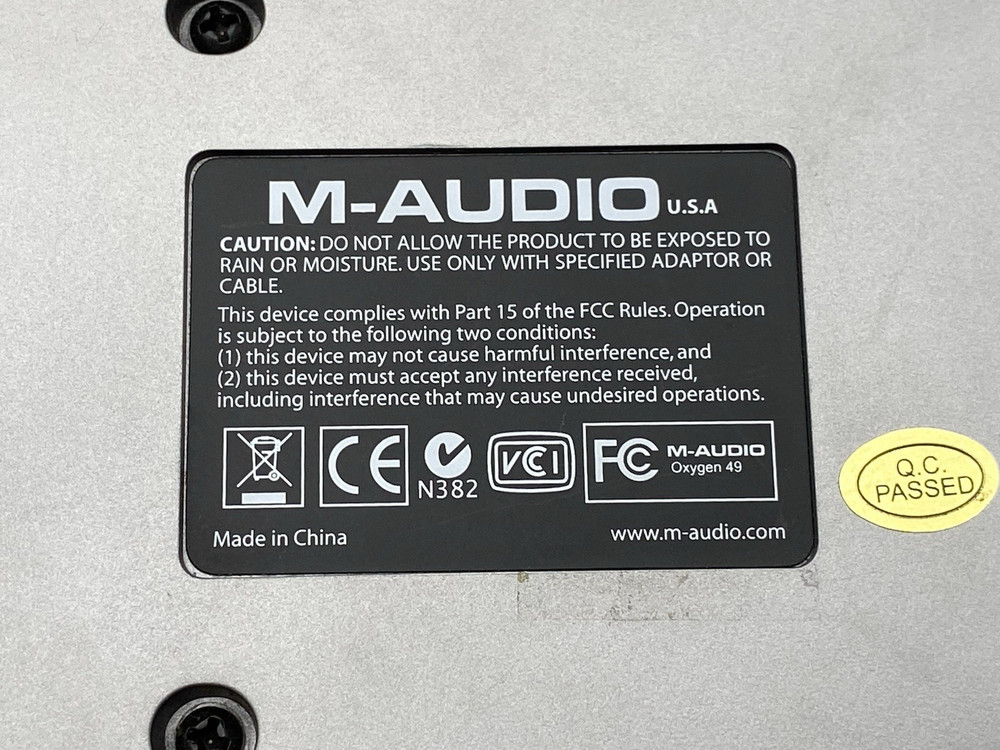 M-AUDIO U.S.A
CAUTION: DO NOT ALLOW THE PRODUCT TO BE EXPOSED TO
RAIN OR MOISTURE. USE ONLY WITH SPECIFIED ADAPTOR OR
CABLE.
This device complies with Part 15 of the FCC Rules. Operation
is subject to the following two conditions:
(1) this device may not cause harmful interference, and
(2) this device must accept any interference received,
including interference that may cause undesired operations.
CE
N382
VCI
FC M-AUDIO
Oxygen 49
Made in China
www.m-audio.com
Q.C.
PASSED